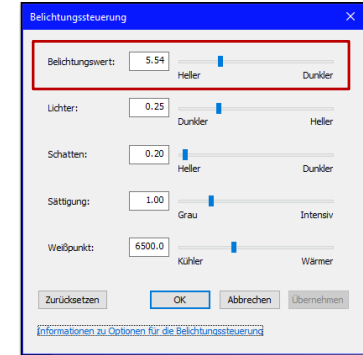 Belichtungssteuerung
Belichtungswert: 5.54
Heller Dunkler
Lichter: 0.25
Dunkler Heller
Schatten: 0.20
Heller Dunkler
Sättigung: 1.00
Grau Intensiv
Weißpunkt: 6500.0
Kühler Wärmer
Zurücksetzen OK Abbrechen Übernehmen
Informationen zu Optionen für die Belichtungssteuerung